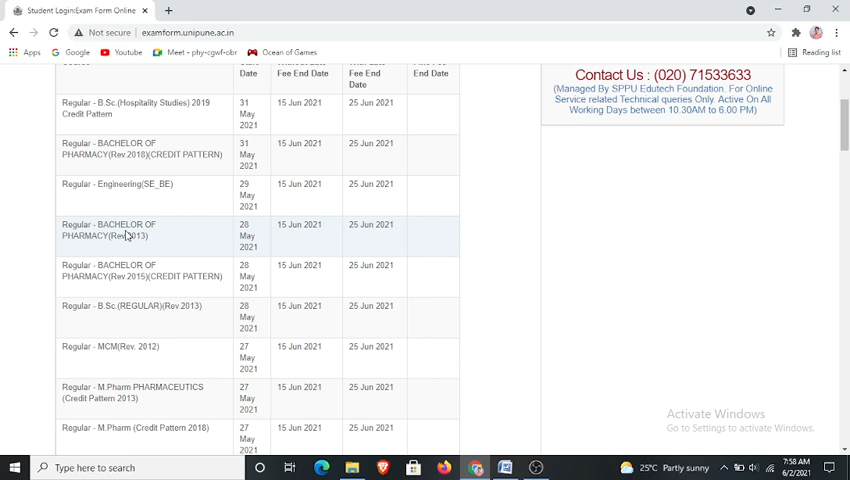 Student Login:Exam Form Online
Not secure | examform.unipune.ac.in
Apps Google Youtube Meet - phy-cgwf-obr Ocean of Games Reading list
Date Fee End Date Fee End Date End Date
Regular - B.Sc.(Hospitality Studies) 2019 Credit Pattern 31 May 2021 15 Jun 2021 25 Jun 2021
Regular - BACHELOR OF PHARMACY(Rev.2018)(CREDIT PATTERN) 31 May 2021 15 Jun 2021 25 Jun 2021
Regular - Engineering(SE_BE) 29 May 2021 15 Jun 2021 25 Jun 2021
Regular - BACHELOR OF PHARMACY(Rev.2013) 28 May 2021 15 Jun 2021 25 Jun 2021
Regular - BACHELOR OF PHARMACY(Rev.2015)(CREDIT PATTERN) 28 May 2021 15 Jun 2021 25 Jun 2021
Regular - B.Sc.(REGULAR)(Rev.2013) 28 May 2021 15 Jun 2021 25 Jun 2021
Regular - MCM(Rev. 2012) 27 May 2021 15 Jun 2021 25 Jun 2021
Regular - M.Pharm PHARMACEUTICS (Credit Pattern 2013) 27 May 2021 15 Jun 2021 25 Jun 2021
Regular - M.Pharm (Credit Pattern 2018) 27 May 2021 15 Jun 2021 25 Jun 2021
Contact Us : (020) 71533633
(Managed By SPPU Edutech Foundation. For Online
Service related Technical queries Only. Active On All
Working Days between 10.30AM to 6.00 PM)
Activate Windows
Go to Settings to activate Windows.
Type here to search
25°C Partly sunny
7:58 AM
6/2/2021